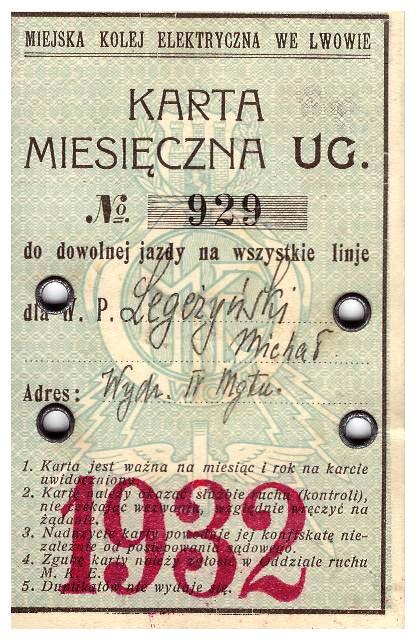 MIEJSKA KOLEJ ELEKTRYCZNA WE LWOWIE
KARTA
MIESIĘCZNA UG.
№ 929
do dowolnej jazdy na wszystkie linje
dla W. P. Legeżyński
Michał
Adres: Wydz. IV Mgtu.
1. Karta jest ważna na miesiąc i rok na karcie
uwidoczniony.
2. Kartę należy okazać służbie ruchu (kontroli),
nie czekając wezwania, względnie wręczyć na
żądanie.
3. Nadużycie karty powoduje jej konfiskatę nie-
zależnie od postępowania sądowego.
4. Zgubę karty należy zgłosić w Oddziale ruchu
M. K. E.
5. Duplikatów nie wydaje się.
1932